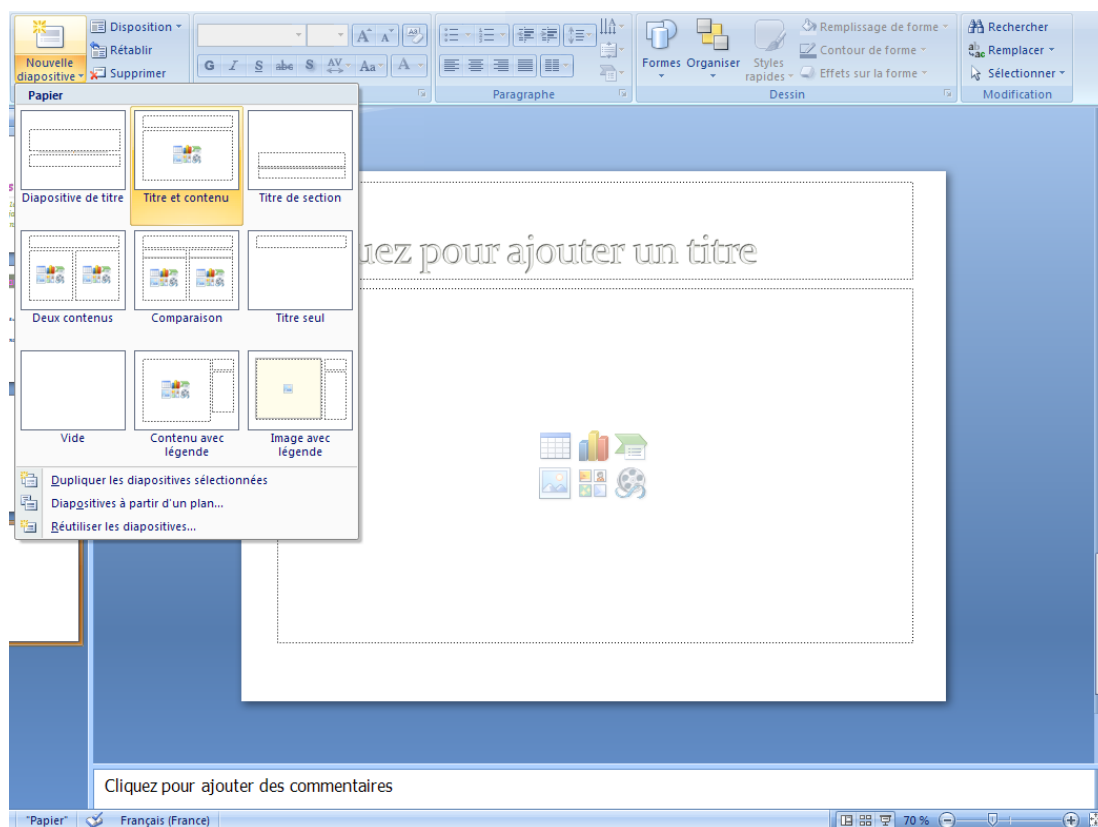 Nouvelle
diapositive
Disposition
Rétablir
Supprimer
G I S abc S AV Aa A
A A
Formes
Organiser
Styles
rapides
Remplissage de forme
Contour de forme
Effets sur la forme
Rechercher
Remplacer
Sélectionner
Paragraphe
Dessin
Modification
Papier
Diapositive de titre
Titre et contenu
Titre de section
Deux contenus
Comparaison
Titre seul
Vide
Contenu avec
légende
Image avec
légende
Dupliquer les diapositives sélectionnées
Diapositives à partir d'un plan...
Réutiliser les diapositives...
uez pour ajouter un titre
Cliquez pour ajouter des commentaires
"Papier"
Français (France)
70 %